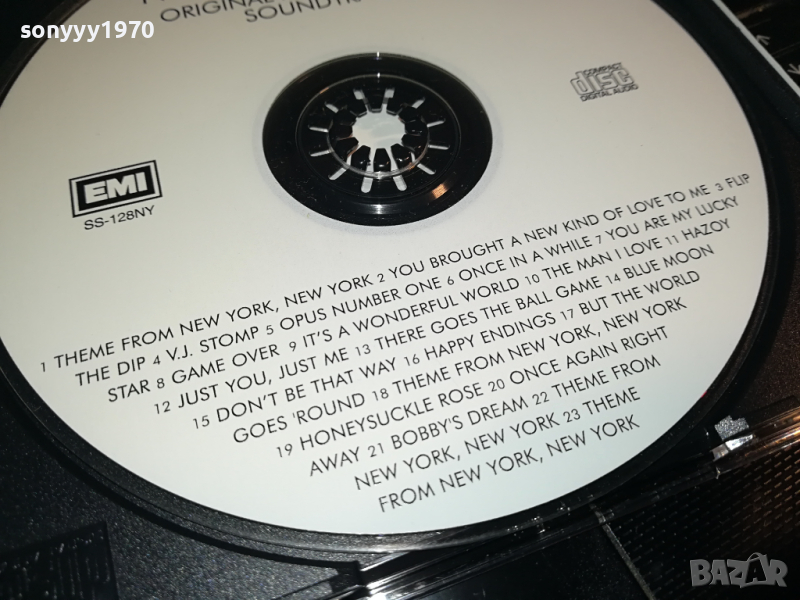 sonyyy1970
ORIGINAL
COMPACT
disc
DIGITAL AUDIO
EMI
SS-128NY
1 THEME FROM NEW YORK, NEW YORK 2 YOU BROUGHT A NEW KIND OF LOVE TO ME 3 FLIP
THE DIP 4 V.J. STOMP 5 OPUS NUMBER ONE 6 ONCE IN A WHILE 7 YOU ARE MY LUCKY
STAR 8 GAME OVER 9 IT'S A WONDERFUL WORLD 10 THE MAN I LOVE 11 HAZOY
12 JUST YOU, JUST ME 13 THERE GOES THE BALL GAME 14 BLUE MOON
15 DON'T BE THAT WAY 16 HAPPY ENDINGS 17 BUT THE WORLD
GOES 'ROUND 18 THEME FROM NEW YORK, NEW YORK
19 HONEYSUCKLE ROSE 20 ONCE AGAIN RIGHT
AWAY 21 BOBBY'S DREAM 22 THEME FROM
NEW YORK, NEW YORK 23 THEME
FROM NEW YORK, NEW YORK
BAZAR